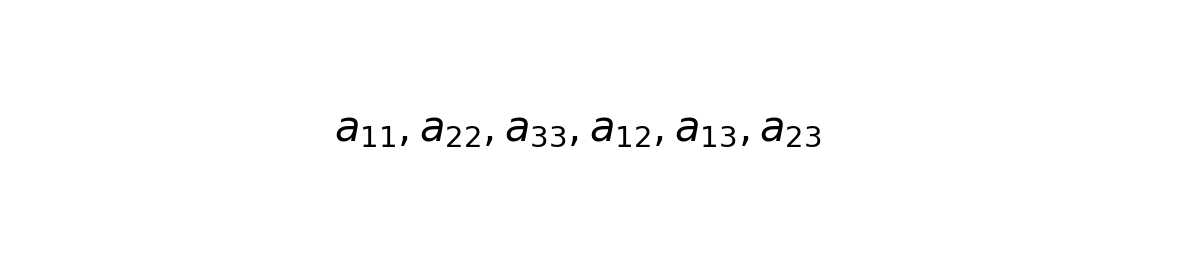 a₁₁, a₂₂, a₃₃, a₁₂, a₁₃, a₂₃